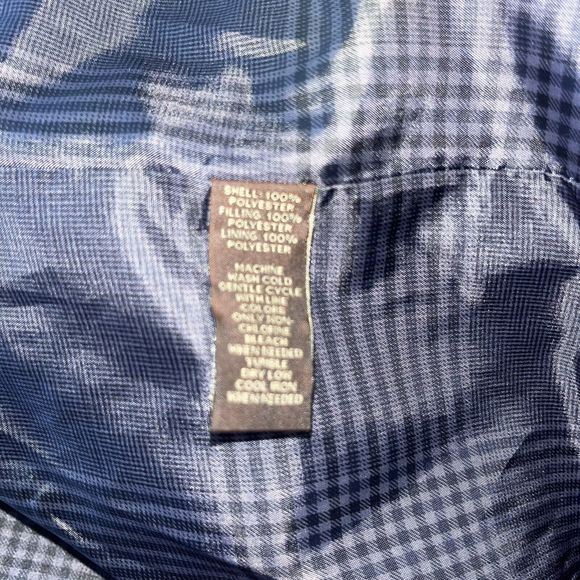 SHELL: 100%
POLYESTER
FILLING: 100%
POLYESTER
LINING: 100%
POLYESTER
MACHINE
WASH COLD
GENTLE CYCLE
WITH LIKE
COLORS
ONLY NON-
CHLORINE
BLEACH
WHEN NEEDED
TUMBLE
DRY LOW
COOL IRON
WHEN NEEDED